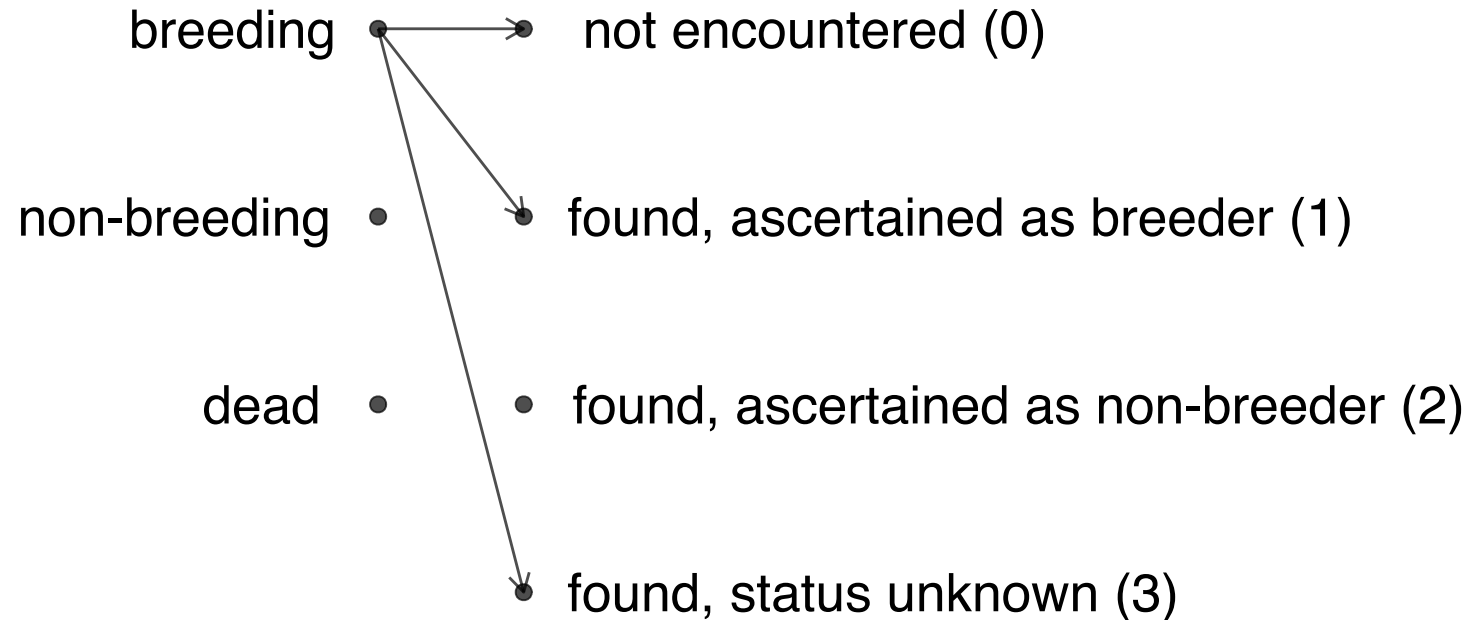 breeding
not encountered (0)
non-breeding
found, ascertained as breeder (1)
dead
found, ascertained as non-breeder (2)
found, status unknown (3)